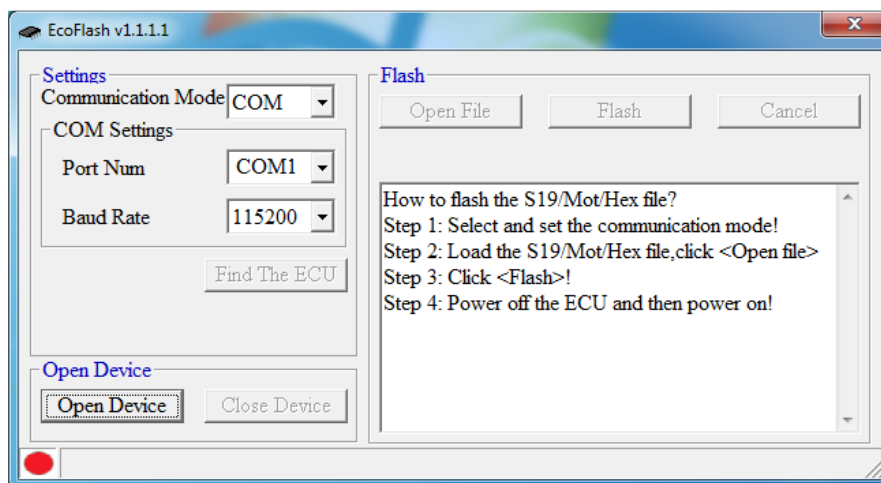 EcoFlash v1.1.1.1
Settings
Communication Mode COM
COM Settings
Port Num COM1
Baud Rate 115200
Find The ECU
Open Device
Open Device Close Device
Flash
Open File Flash Cancel
How to flash the S19/Mot/Hex file?
Step 1: Select and set the communication mode!
Step 2: Load the S19/Mot/Hex file,click <Open file>
Step 3: Click <Flash>!
Step 4: Power off the ECU and then power on!